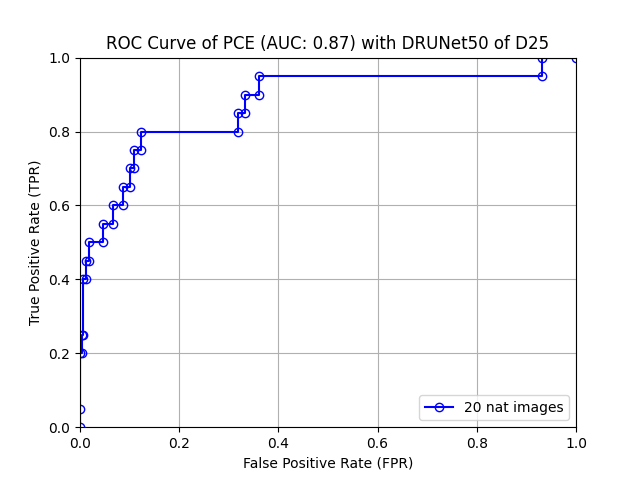 ROC Curve of PCE (AUC: 0.87) with DRUNet50 of D25
True Positive Rate (TPR)
1.0
0.8
0.6
0.4
0.2
0.0
20 nat images
0.0 0.2 0.4 0.6 0.8 1.0
False Positive Rate (FPR)